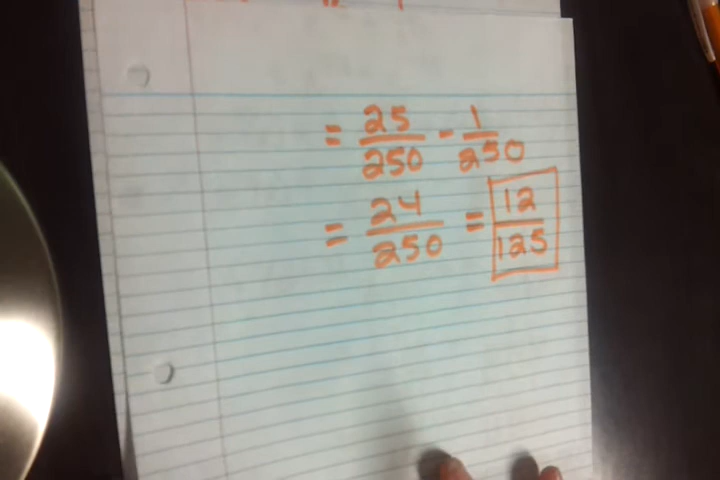 = 25/250 - 1/250
= 24/250 = 12/125